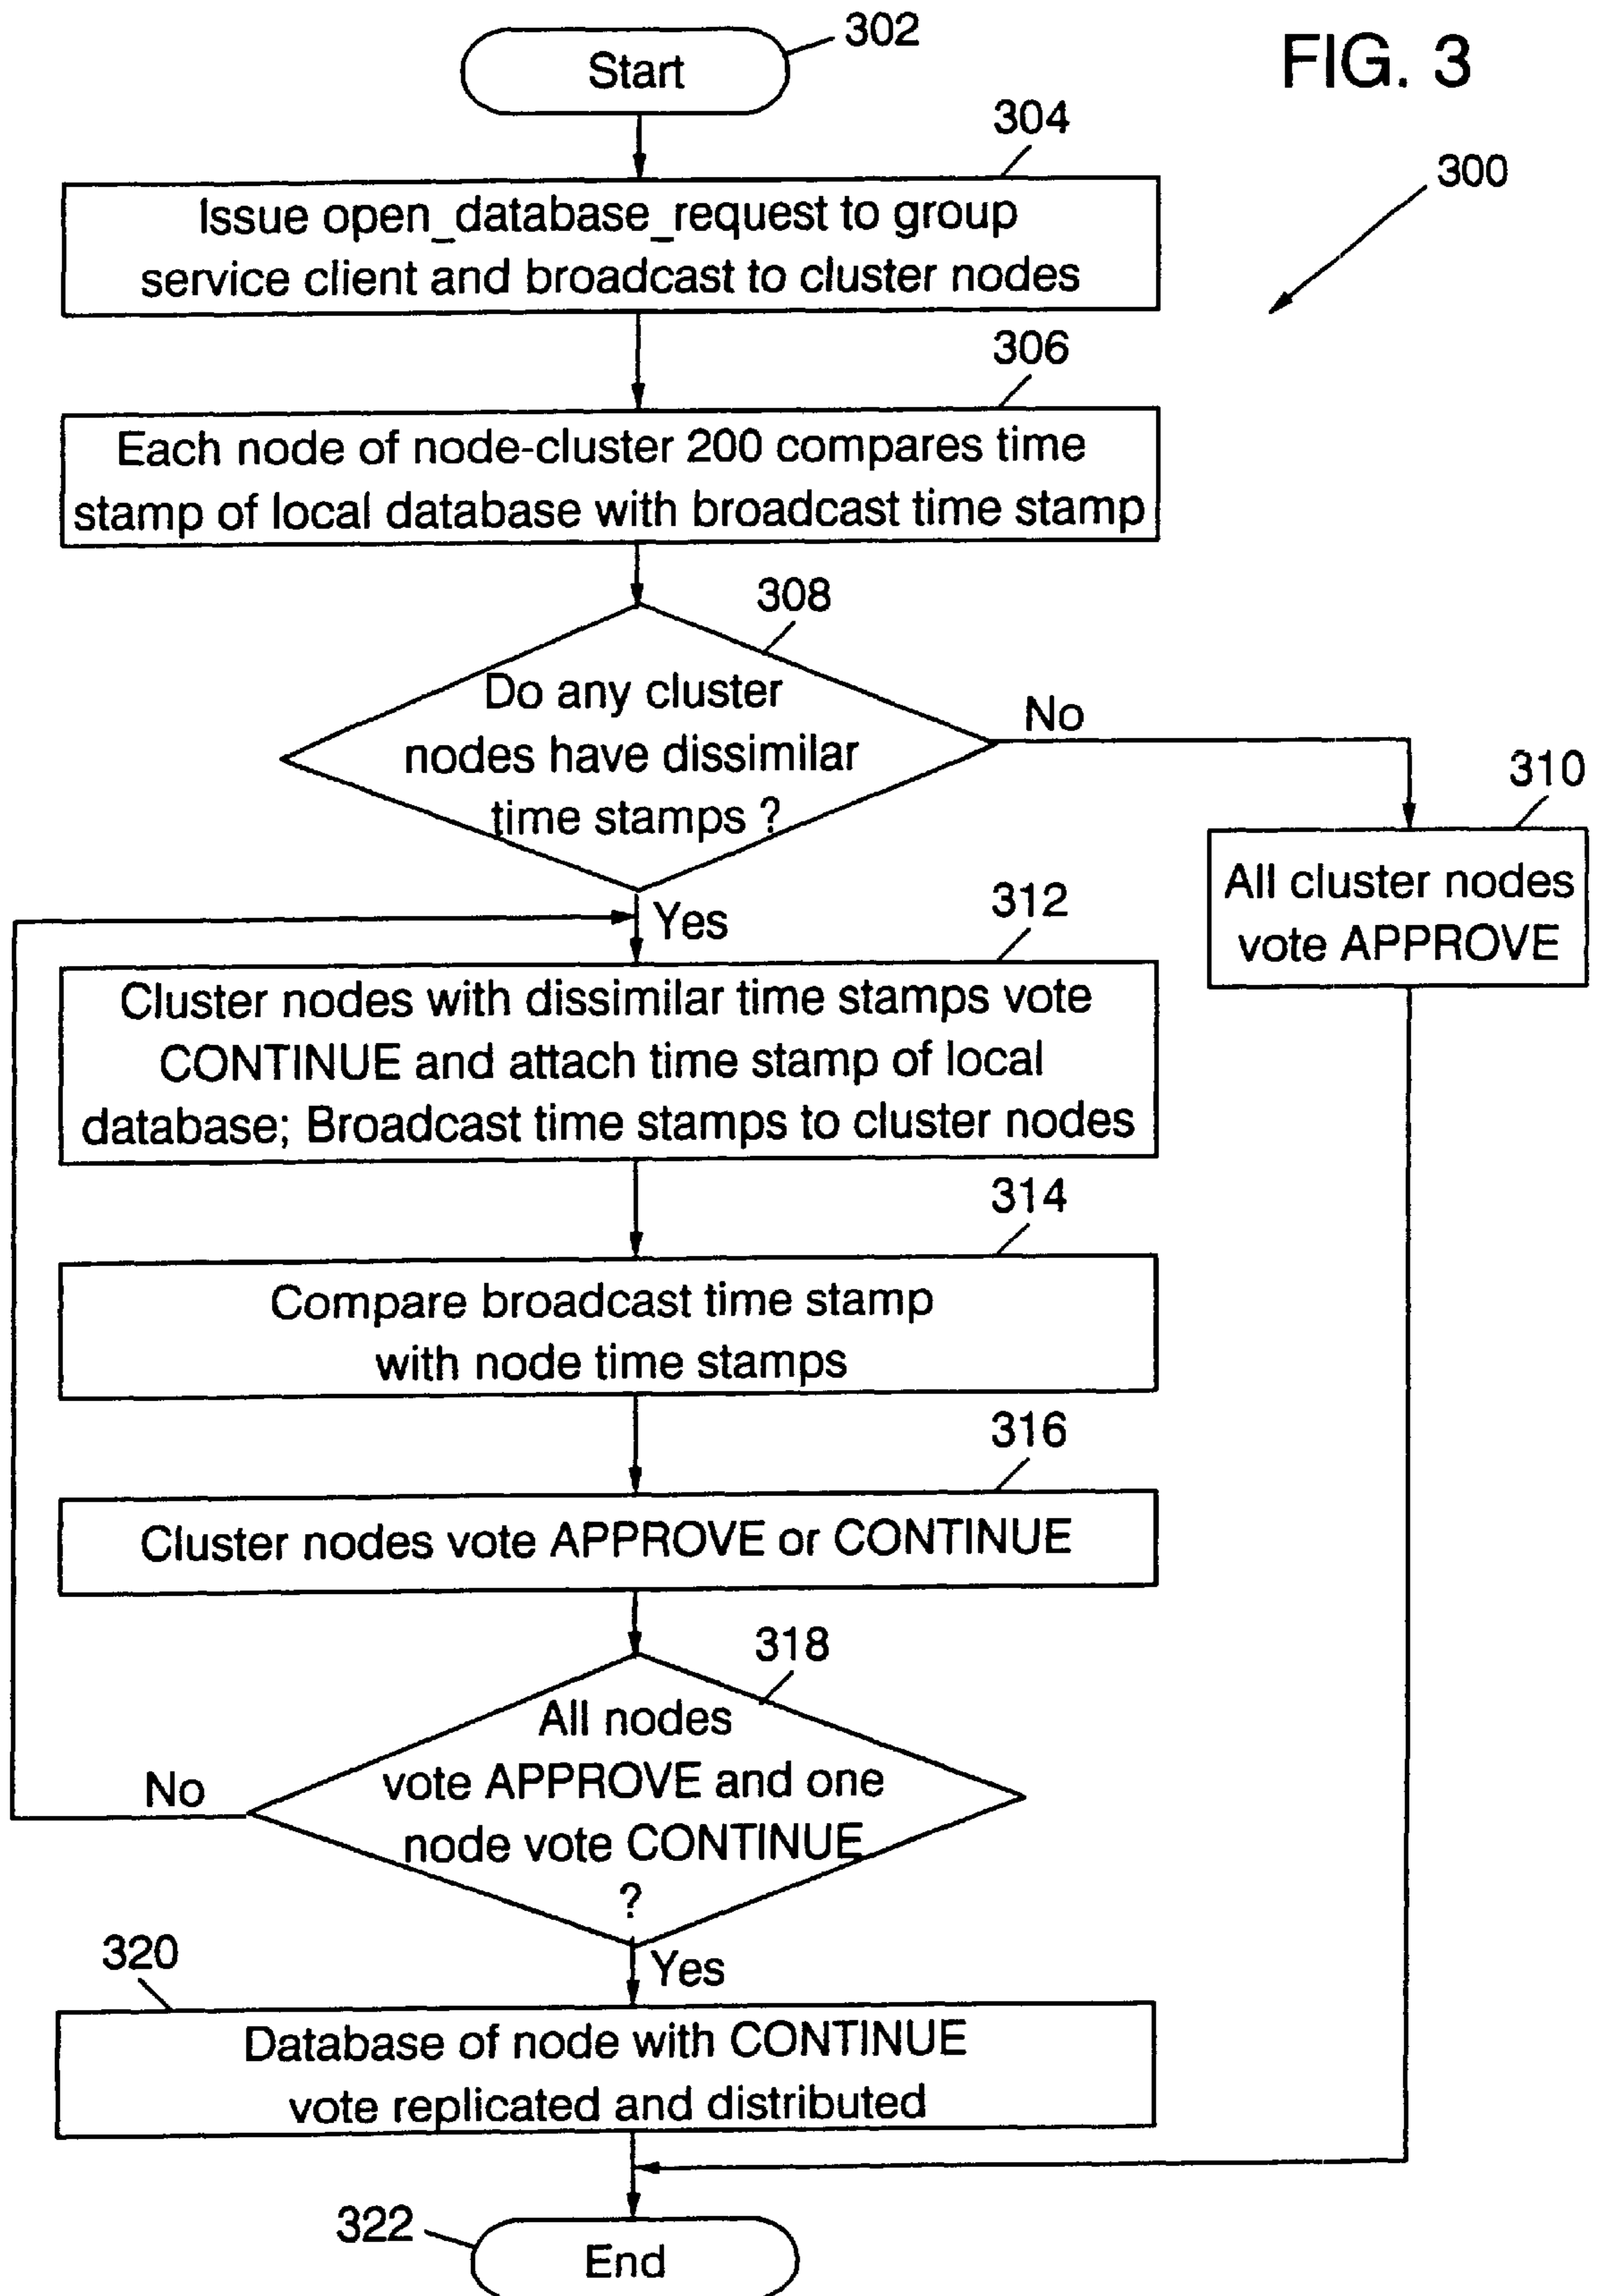 302
FIG. 3
Start
304
300
Issue open_database_request to group
service client and broadcast to cluster nodes
306
Each node of node-cluster 200 compares time
stamp of local database with broadcast time stamp
308
Do any cluster
nodes have dissimilar
time stamps ?
No
310
All cluster nodes
vote APPROVE
Yes
312
Cluster nodes with dissimilar time stamps vote
CONTINUE and attach time stamp of local
database; Broadcast time stamps to cluster nodes
314
Compare broadcast time stamp
with node time stamps
316
Cluster nodes vote APPROVE or CONTINUE
318
All nodes
vote APPROVE and one
node vote CONTINUE
?
No
Yes
320
Database of node with CONTINUE
vote replicated and distributed
322
End